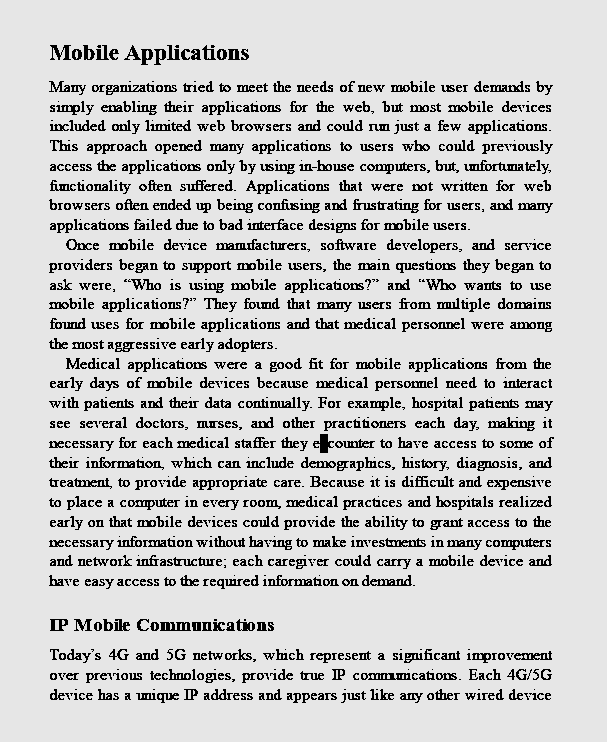 Mobile Applications
Many organizations tried to meet the needs of new mobile user demands by
simply enabling their applications for the web, but most mobile devices
included only limited web browsers and could run just a few applications.
This approach opened many applications to users who could previously
access the applications only by using in-house computers, but, unfortunately,
functionality often suffered. Applications that were not written for web
browsers often ended up being confusing and frustrating for users, and many
applications failed due to bad interface designs for mobile users.
Once mobile device manufacturers, software developers, and service
providers began to support mobile users, the main questions they began to
ask were, “Who is using mobile applications?” and “Who wants to use
mobile applications?” They found that many users from multiple domains
found uses for mobile applications and that medical personnel were among
the most aggressive early adopters.
Medical applications were a good fit for mobile applications from the
early days of mobile devices because medical personnel need to interact
with patients and their data continually. For example, hospital patients may
see several doctors, nurses, and other practitioners each day, making it
necessary for each medical staffer they to have access to some of
their information, which can include demographics, history, diagnosis, and
treatment, to provide appropriate care. Because it is difficult and expensive
to place a computer in every room, medical practices and hospitals realized
early on that mobile devices could provide the ability to grant access to the
necessary information without having to make investments in many computers
and network infrastructure; each caregiver could carry a mobile device and
have easy access to the required information on demand.
IP Mobile Communications
Today’s 4G and 5G networks, which represent a significant improvement
over previous technologies, provide true IP communications. Each 4G/5G
device has a unique IP address and appears just like any other wired device